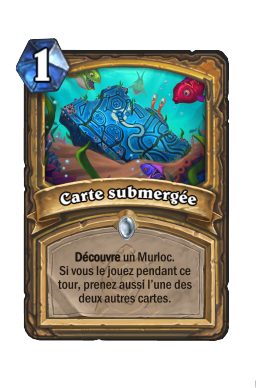 1
Carte submergée
Découvre un Murloc.
Si vous le jouez pendant ce
tour, prenez aussi l'une des
deux autres cartes.